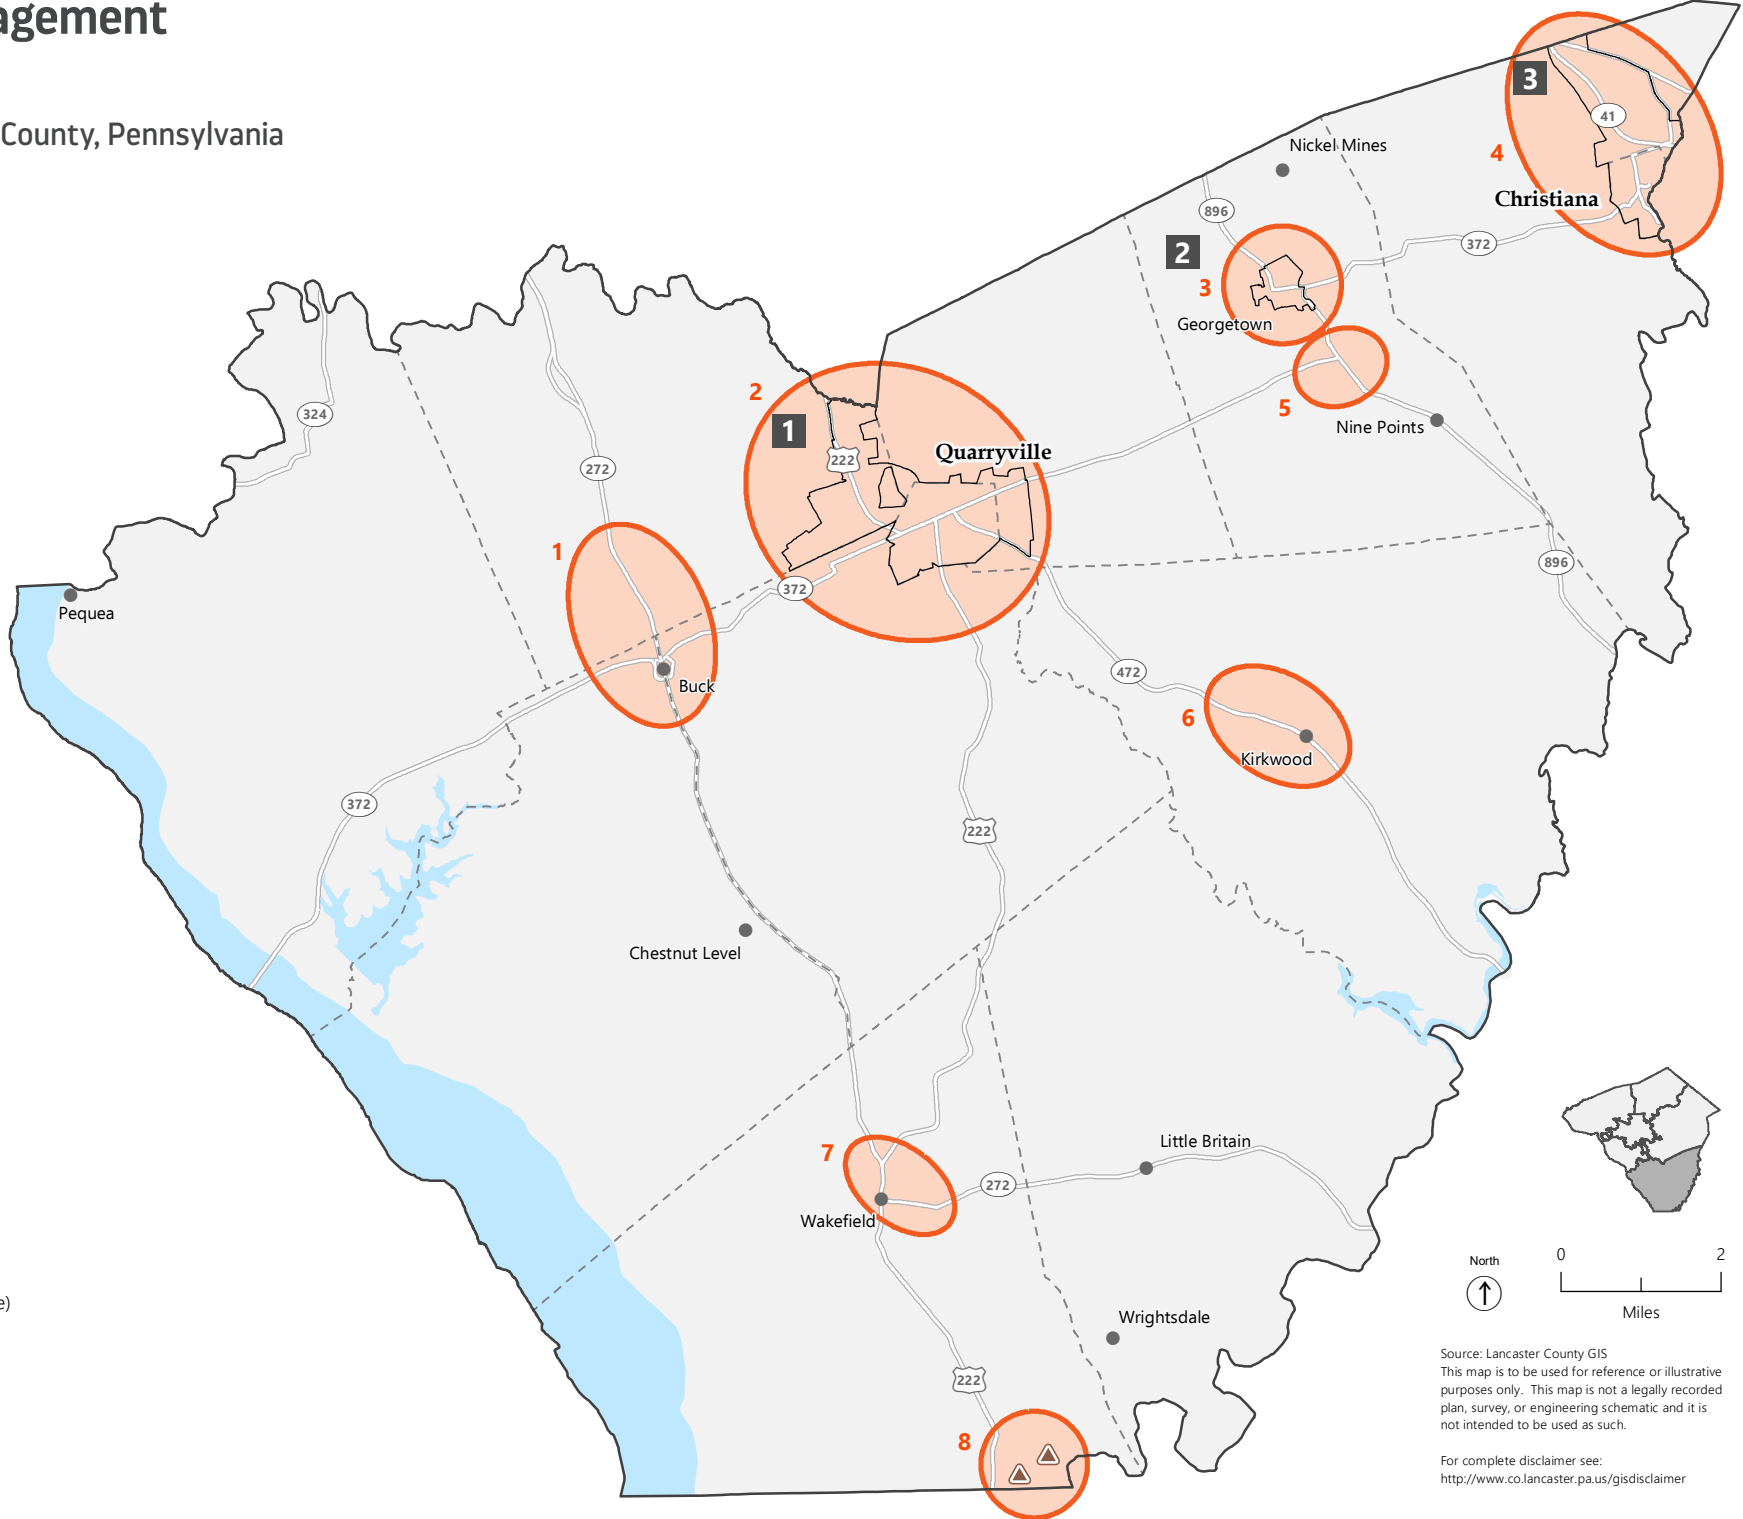 agement
County, Pennsylvania
3
41
4
Nickel Mines
Christiana
896
2
372
3
Georgetown
2
5
324
1
Nine Points
222
Quarryville
272
1
896
372
Pequea
472
Buck
6
Kirkwood
372
222
Chestnut Level
7
Little Britain
272
Wakefield
North
0 2
Miles
e)
Wrightsdale
222
8
Source: Lancaster County GIS
This map is to be used for reference or illustrative
purposes only. This map is not a legally recorded
plan, survey, or engineering schematic and it is
not intended to be used as such.
For complete disclaimer see:
http://www.co.lancaster.pa.us/gisdisclaimer